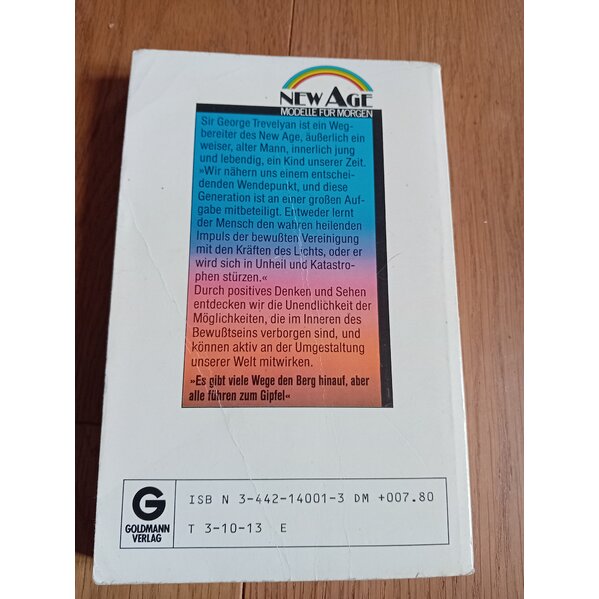 NEW AGE
MODELLE FÜR MORGEN
Sir George Trevelyan ist ein Weg-
bereiter des New Age, äußerlich ein
weiser, alter Mann, innerlich jung
und lebendig, ein Kind unserer Zeit.
»Wir nähern uns einem entschei-
denden Wendepunkt, und diese
Generation ist an einer großen Auf-
gabe mitbeteiligt. Entweder lernt
der Mensch den wahren heilenden
Impuls der bewußten Vereinigung
mit den Kräften des Lichts, oder er
wird sich in Unheil und Katastro-
phen stürzen.«
Durch positives Denken und Sehen
entdecken wir die Unendlichkeit der
Möglichkeiten, die im Inneren des
Bewußtseins verborgen sind, und
können aktiv an der Umgestaltung
unserer Welt mitwirken.
»Es gibt viele Wege den Berg hinauf, aber
alle führen zum Gipfel«
G
GOLDMANN
VERLAG
ISB N 3-442-14001-3 DM +007.80
T 3-10-13 E